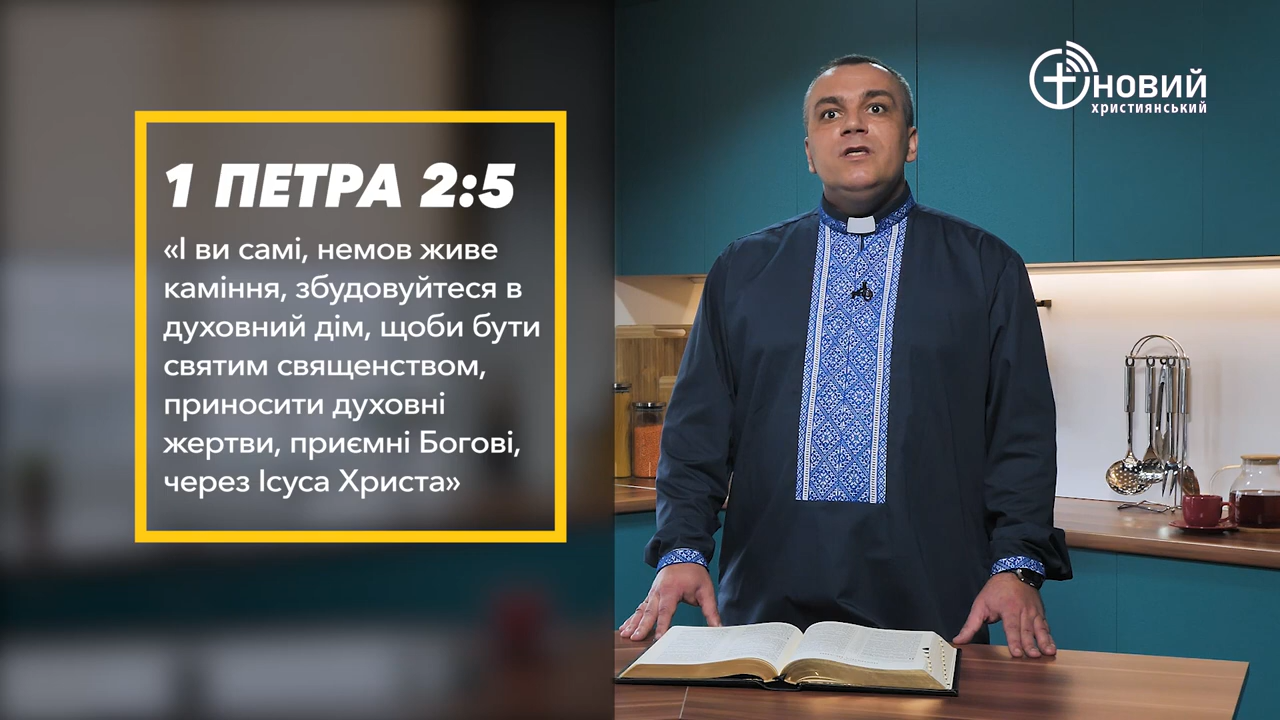 1 ПЕТРА 2:5
«І ви самі, немов живе
каміння, збудовуйтеся в
духовний дім, щоби бути
святим священством,
приносити духовні
жертви, приємні Богові,
через Ісуса Христа»
НОВИЙ
християнський